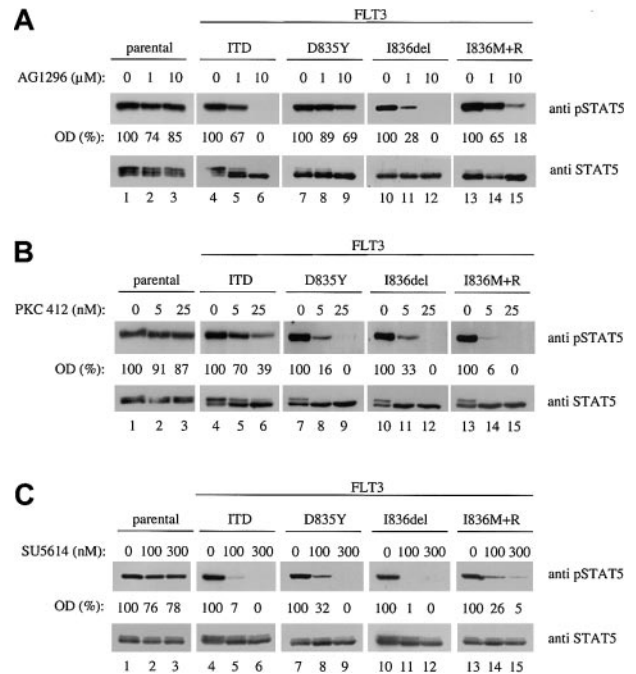 A
FLT3
parental ITD D835Y I836del I836M+R
AG1296 (μM): 0 1 10 0 1 10 0 1 10 0 1 10 0 1 10
anti pSTAT5
OD (%): 100 74 85 100 67 0 100 89 69 100 28 0 100 65 18
anti STAT5
1 2 3 4 5 6 7 8 9 10 11 12 13 14 15
B
FLT3
parental ITD D835Y I836del I836M+R
PKC 412 (nM): 0 5 25 0 5 25 0 5 25 0 5 25 0 5 25
anti pSTAT5
OD (%): 100 91 87 100 70 39 100 16 0 100 33 0 100 6 0
anti STAT5
1 2 3 4 5 6 7 8 9 10 11 12 13 14 15
C
FLT3
parental ITD D835Y I836del I836M+R
SU5614 (nM): 0 100 300 0 100 300 0 100 300 0 100 300 0 100 300
anti pSTAT5
OD (%): 100 76 78 100 7 0 100 32 0 100 1 0 100 26 5
anti STAT5
1 2 3 4 5 6 7 8 9 10 11 12 13 14 15